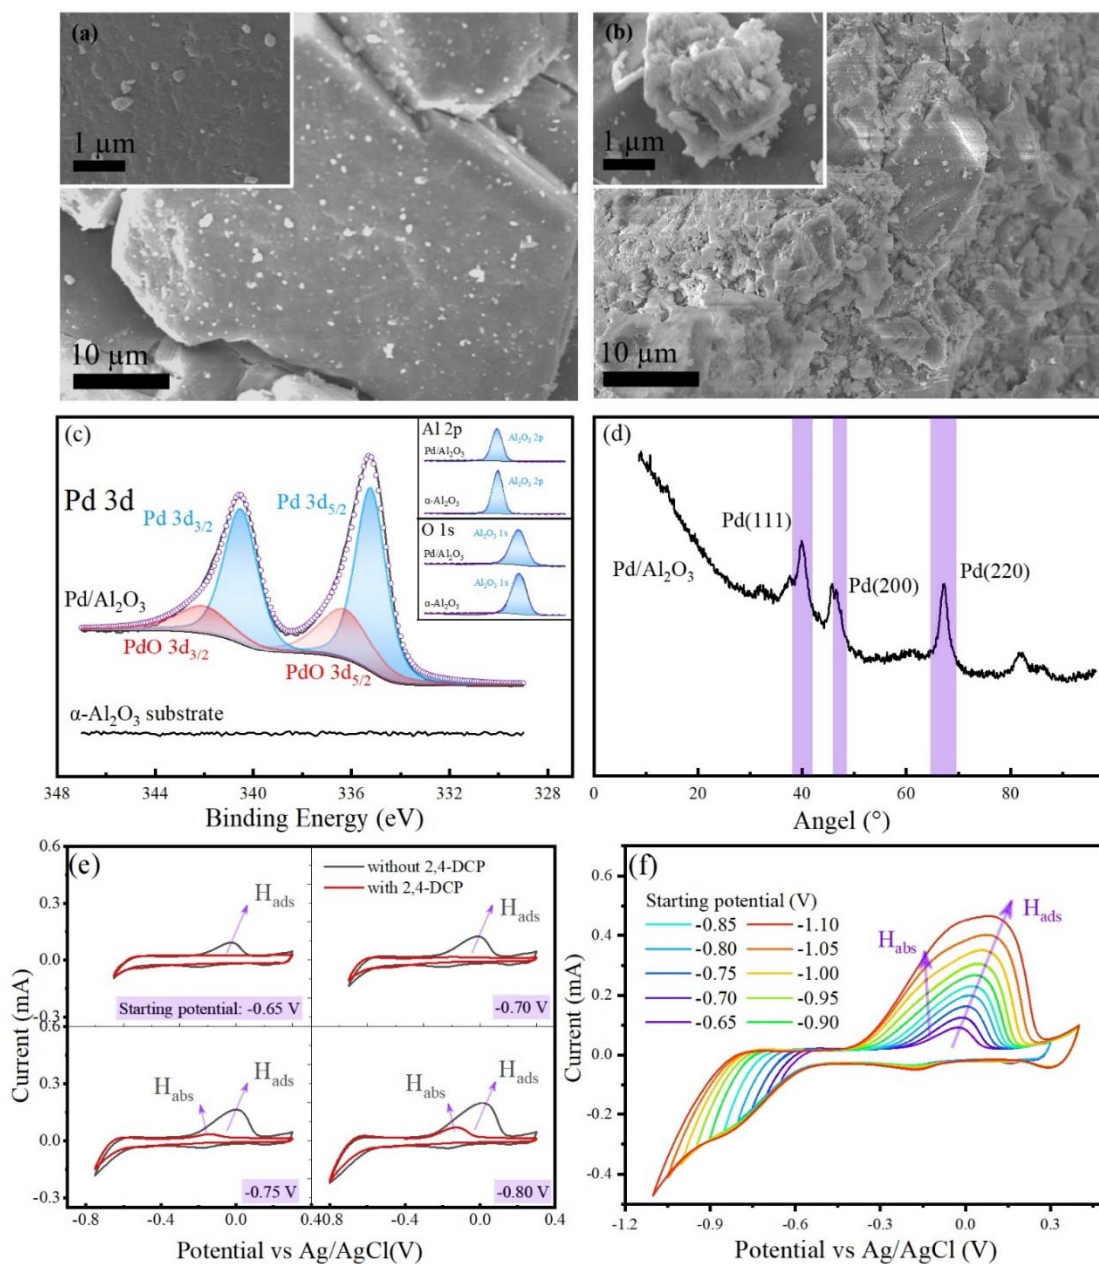 (a)
1 µm
10 µm
(b)
1 µm
10 µm
(c)
Pd 3d
Pd 3d3/2
Pd 3d5/2
Pd/Al2O3
PdO 3d3/2
PdO 3d5/2
α-Al2O3 substrate
Al 2p
Al2O3 2p
Pd/Al2O3
Al2O3 2p
α-Al2O3
O 1s
Al2O3 1s
Pd/Al2O3
Al2O3 1s
α-Al2O3
348 344 340 336 332 328
Binding Energy (eV)
(d)
Pd(111)
Pd/Al2O3
Pd(200)
Pd(220)
0 20 40 60 80
Angel (°)
(e)
0.6
0.3
0.0
-0.3
0.6
0.3
0.0
-0.3
Current (mA)
Hads
Starting potential: -0.65 V
without 2,4-DCP
with 2,4-DCP
Hads
-0.70 V
Habs
Hads
-0.75 V
Habs
Hads
-0.80 V
-0.8 -0.4 0.0 0.4
0.8 -0.4 0.0 0.4
Potential vs Ag/AgCl(V)
(f)
0.6
0.4
0.2
0.0
-0.2
-0.4
Current (mA)
Starting potential (V)
-0.85 -1.10
-0.80 -1.05
-0.75 -1.00
-0.70 -0.95
-0.65 -0.90
Habs
Hads
-1.2 -0.9 -0.6 -0.3 0.0 0.3
Potential vs Ag/AgCl (V)